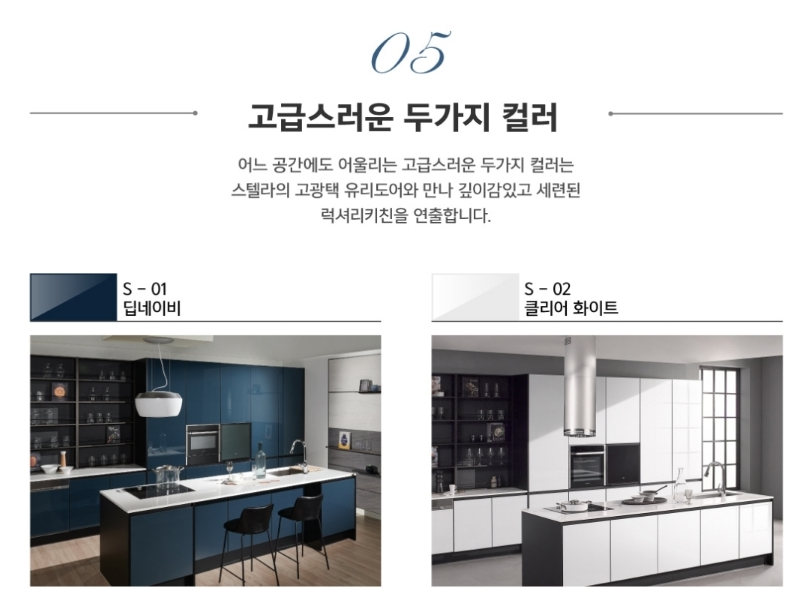 05
고급스러운 두가지 컬러
어느 공간에도 어울리는 고급스러운 두가지 컬러는
스텔라의 고광택 유리도어와 만나 깊이감있고 세련된
럭셔리키친을 연출합니다.
S - 01
딥네이비
S - 02
클리어 화이트